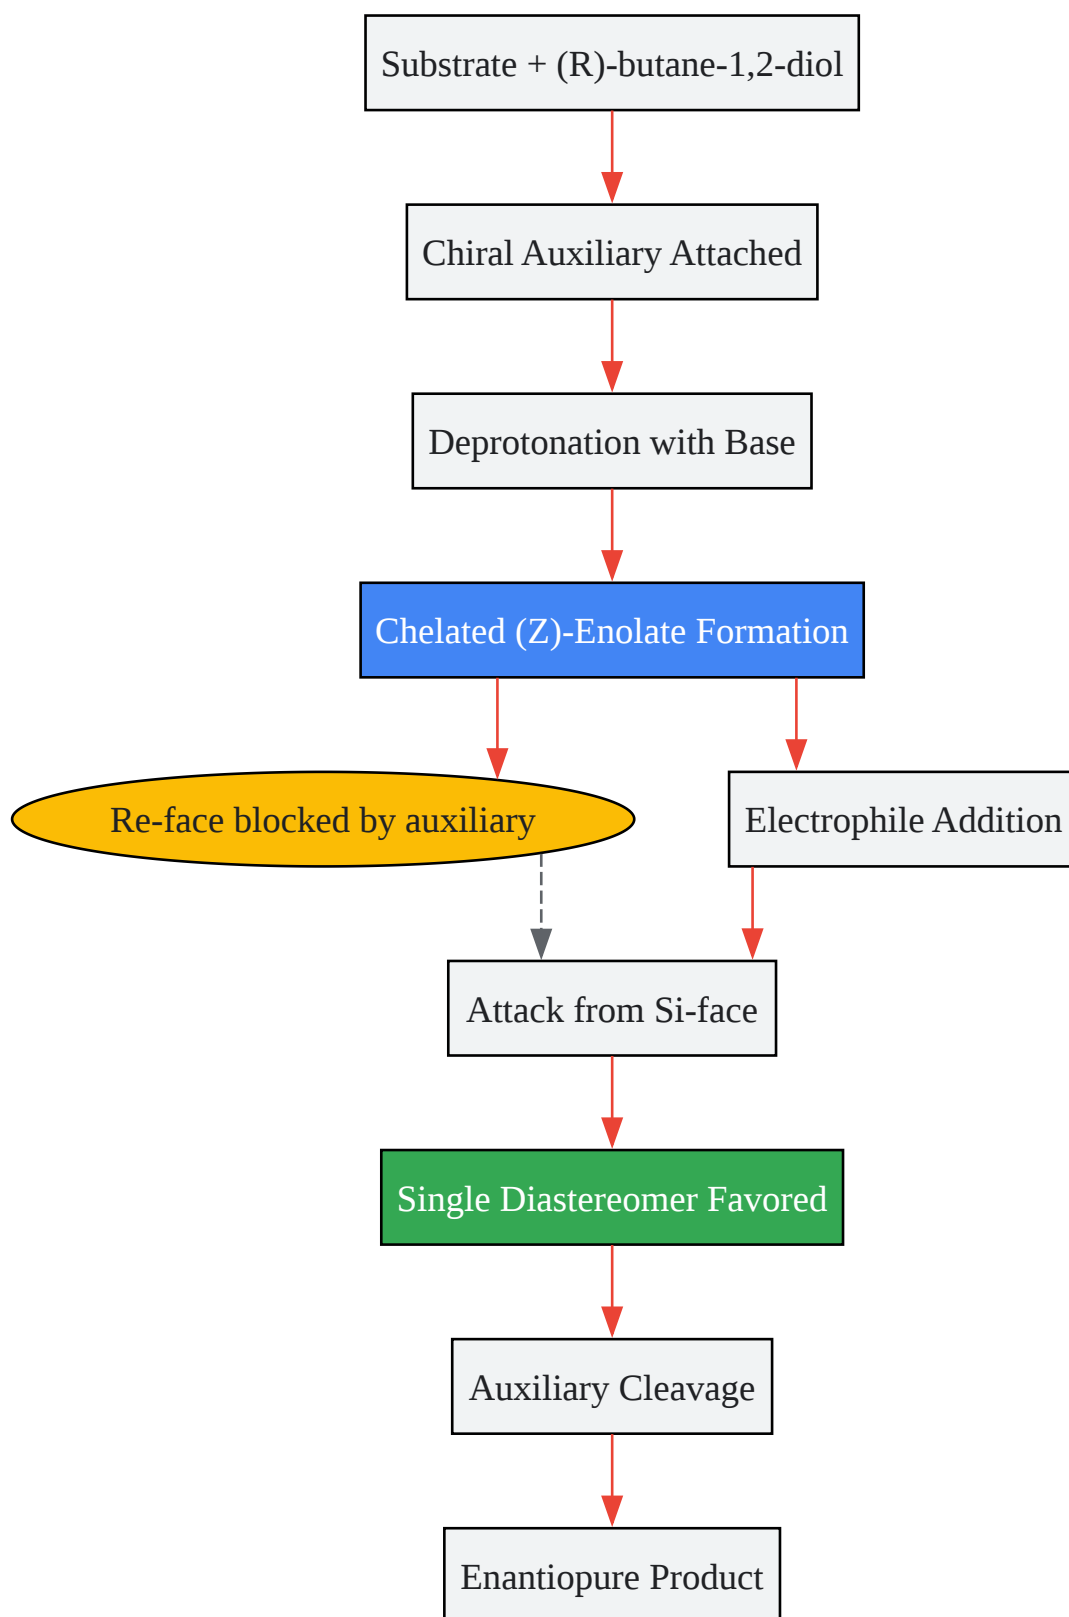 Substrate + (R)-butane-1,2-diol
Chiral Auxiliary Attached
Deprotonation with Base
Chelated (Z)-Enolate Formation
Re-face blocked by auxiliary
Electrophile Addition
Attack from Si-face
Single Diastereomer Favored
Auxiliary Cleavage
Enantiopure Product